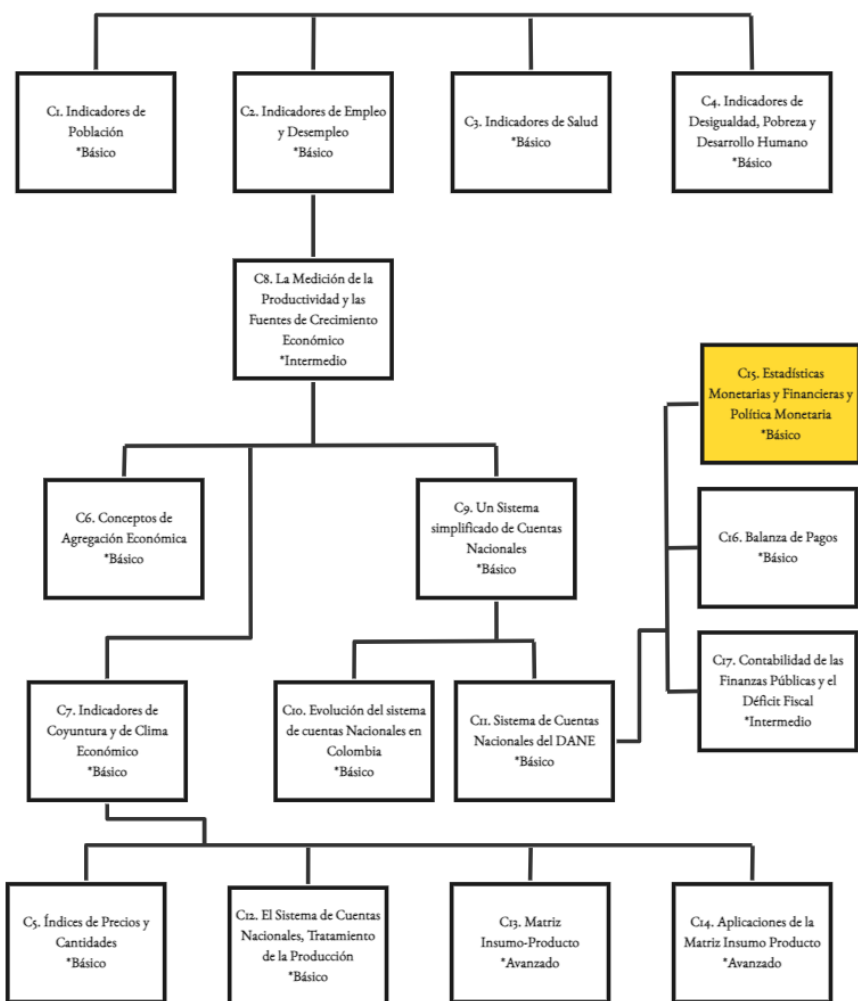 C1. Indicadores de
Población
*Básico
C2. Indicadores de Empleo
y Desempleo
*Básico
C3. Indicadores de Salud
*Básico
C4. Indicadores de
Desigualdad, Pobreza y
Desarrollo Humano
*Básico
C8. La Medición de la
Productividad y las
Fuentes de Crecimiento
Económico
*Intermedio
C15. Estadísticas
Monetarias y Financieras y
Política Monetaria
*Básico
C6. Conceptos de
Agregación Económica
*Básico
C9. Un Sistema
simplificado de Cuentas
Nacionales
*Básico
C16. Balanza de Pagos
*Básico
C17. Contabilidad de las
Finanzas Públicas y el
Déficit Fiscal
*Intermedio
C7. Indicadores de
Coyuntura y de Clima
Económico
*Básico
C10. Evolución del sistema
de cuentas Nacionales en
Colombia
*Básico
C11. Sistema de Cuentas
Nacionales del DANE
*Básico
C5. Índices de Precios y
Cantidades
*Básico
C12. El Sistema de Cuentas
Nacionales, Tratamiento
de la Producción
*Básico
C13. Matriz
Insumo-Producto
*Avanzado
C14. Aplicaciones de la
Matriz Insumo Producto
*Avanzado